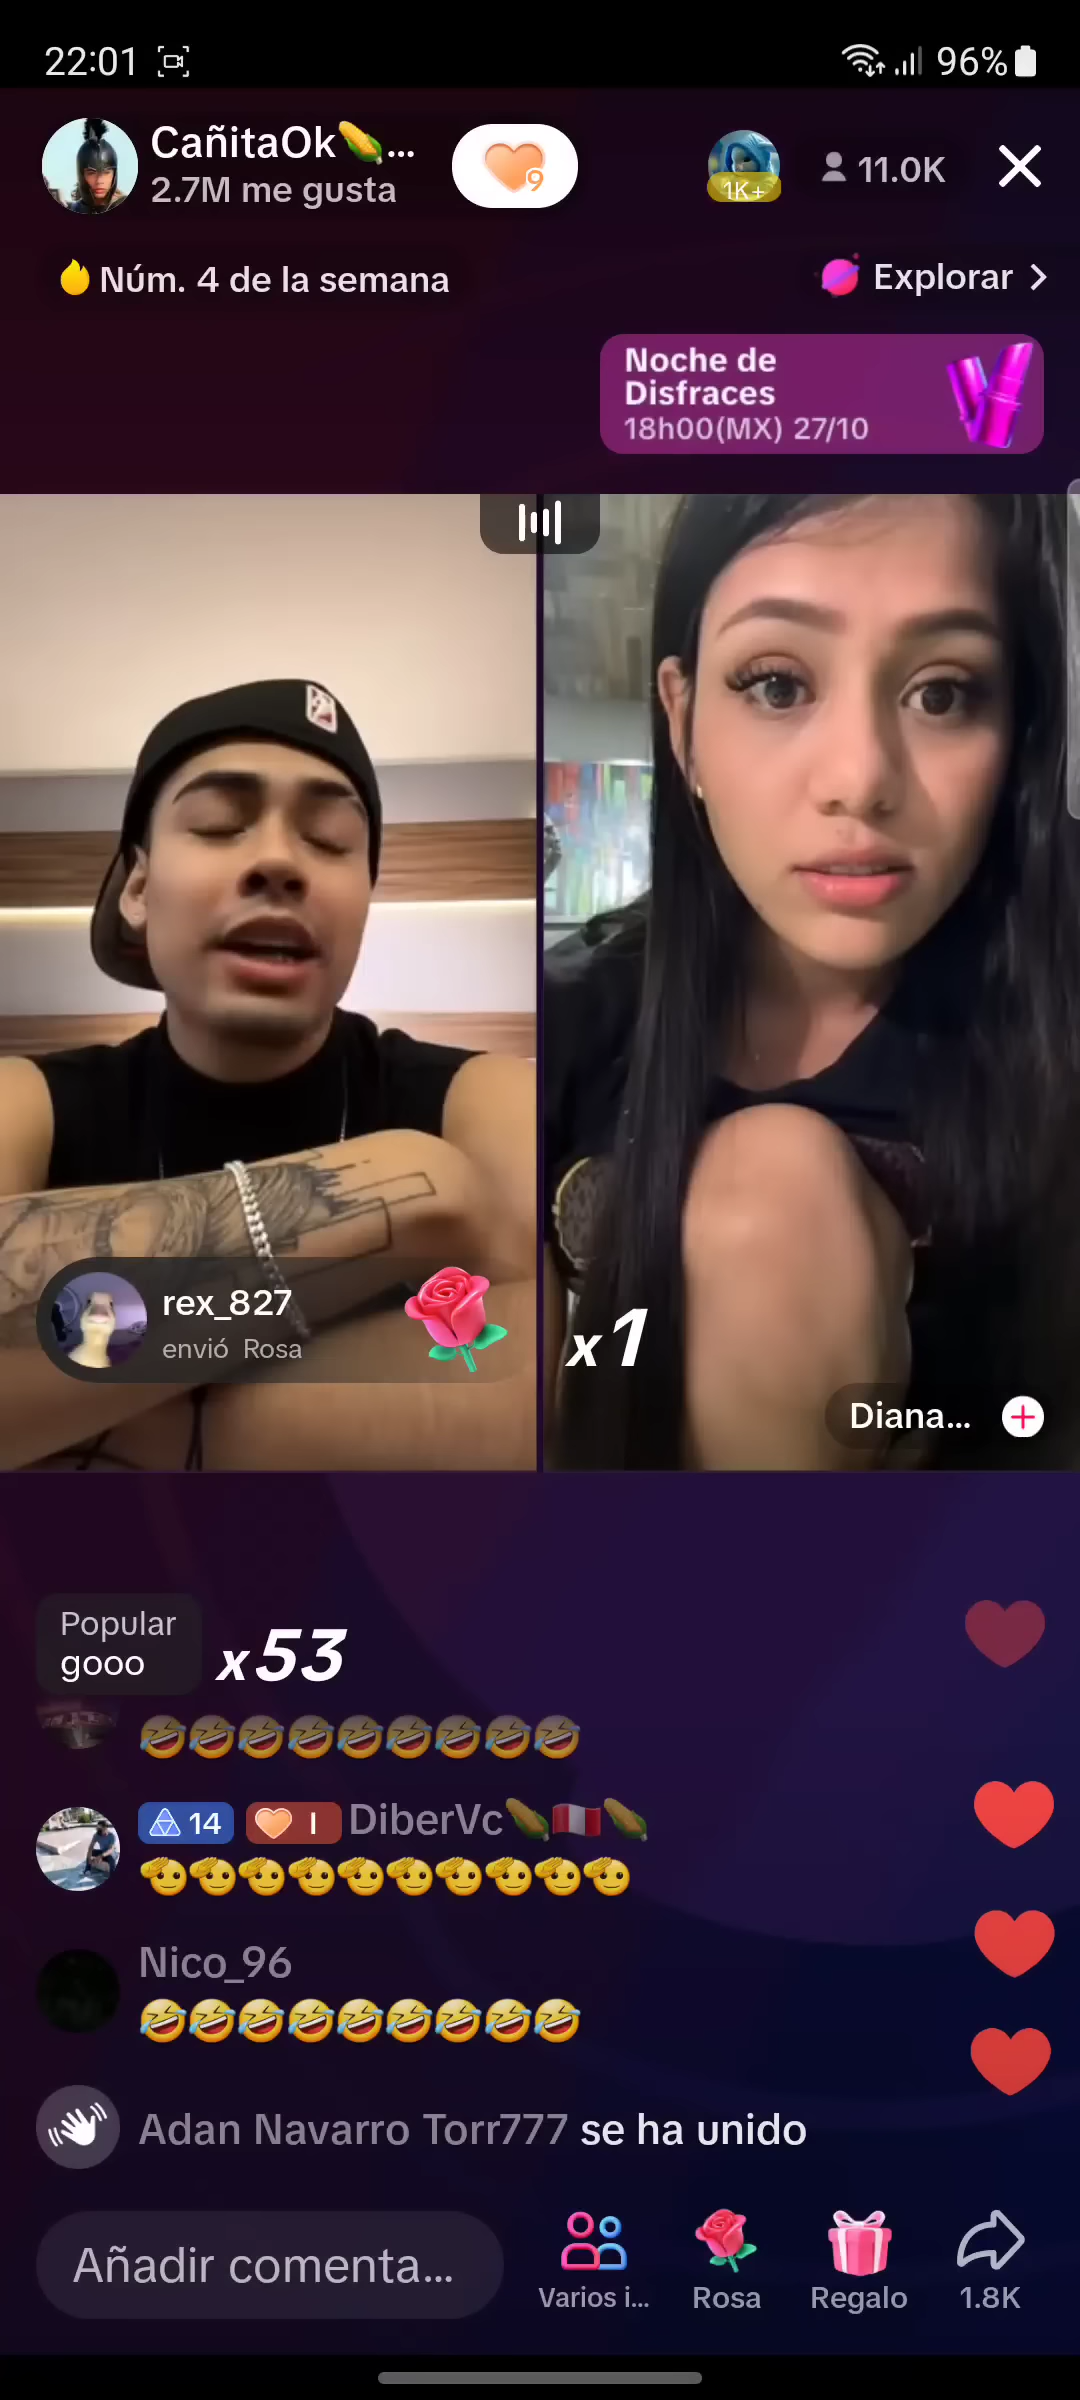 22:01
96%
CañitaOk🌽...
2.7M me gusta
9
1K+
11.0K
Núm. 4 de la semana
Explorar
Noche de
Disfraces
18h00(MX) 27/10
rex_827
envió Rosa
x1
Diana...
Popular
gooo
x53
🤣🤣🤣🤣🤣🤣🤣🤣🤣
14 I DiberVc🌽🇵🇪🌽
🫡🫡🫡🫡🫡🫡🫡🫡🫡🫡
Nico_96
🤣🤣🤣🤣🤣🤣🤣🤣🤣
Adan Navarro Torr777 se ha unido
Añadir comenta...
Varios i...
Rosa
Regalo
1.8K